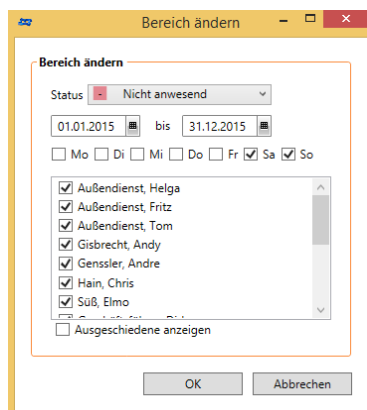 Bereich ändern
Bereich ändern
Status - Nicht anwesend
01.01.2015 bis 31.12.2015
Mo Di Mi Do Fr Sa So
Außendienst, Helga
Außendienst, Fritz
Außendienst, Tom
Gisbrecht, Andy
Genssler, Andre
Hain, Chris
Süß, Elmo
Ausgeschiedene anzeigen
OK Abbrechen